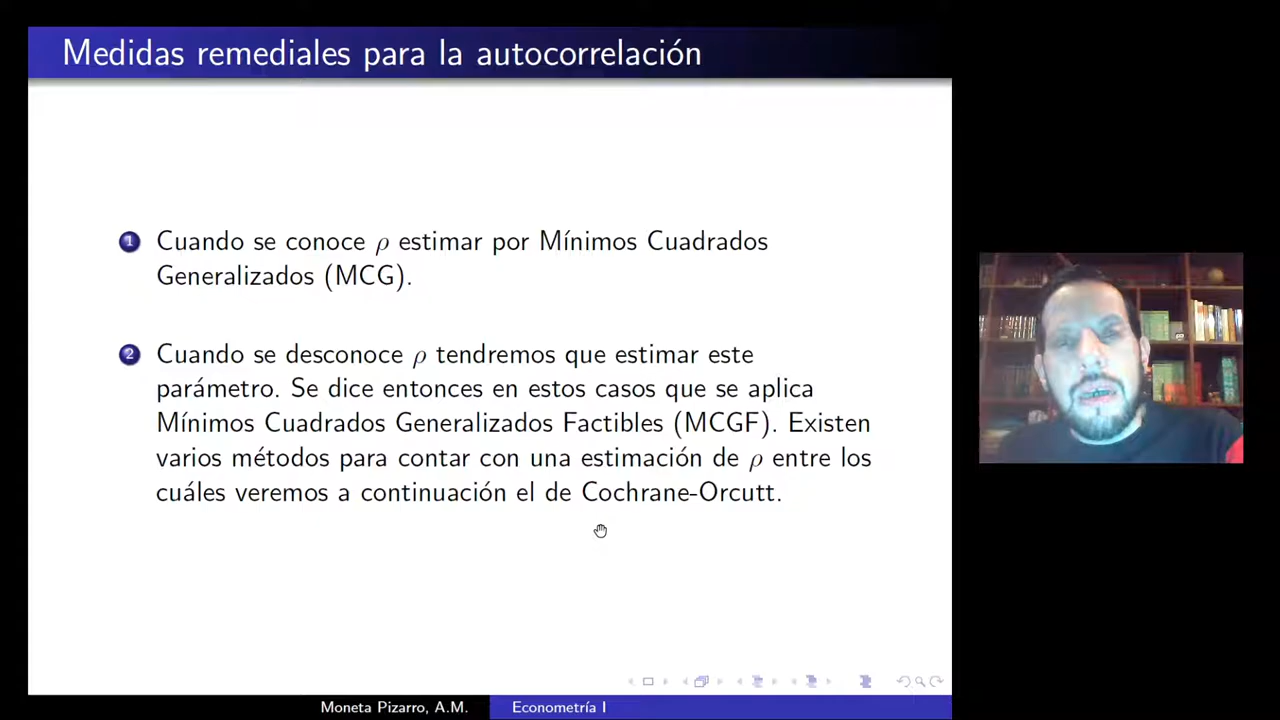 Medidas remediales para la autocorrelación
1 Cuando se conoce ρ estimar por Mínimos Cuadrados
Generalizados (MCG).
2 Cuando se desconoce ρ tendremos que estimar este
parámetro. Se dice entonces en estos casos que se aplica
Mínimos Cuadrados Generalizados Factibles (MCGF). Existen
varios métodos para contar con una estimación de ρ entre los
cuáles veremos a continuación el de Cochrane-Orcutt.
Moneta Pizarro, A.M. Econometría I